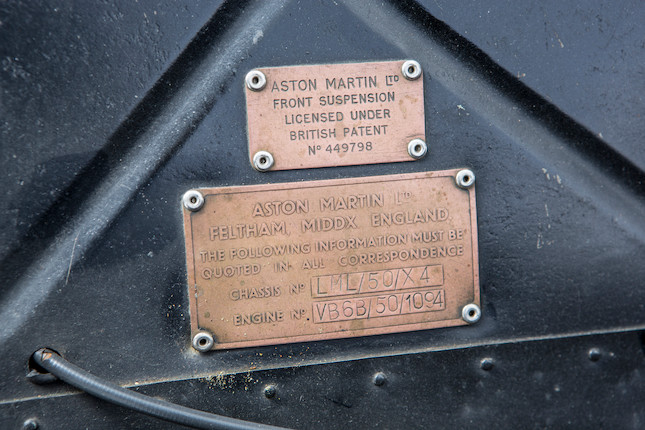 ASTON MARTIN LTD
FRONT SUSPENSION
LICENSED UNDER
BRITISH PATENT
No 449798
ASTON MARTIN LTD
FELTHAM, MIDDX ENGLAND.
THE FOLLOWING INFORMATION MUST BE
QUOTED IN ALL CORRESPONDENCE
CHASSIS No LML/50/X4
ENGINE No. VB6B/50/1094